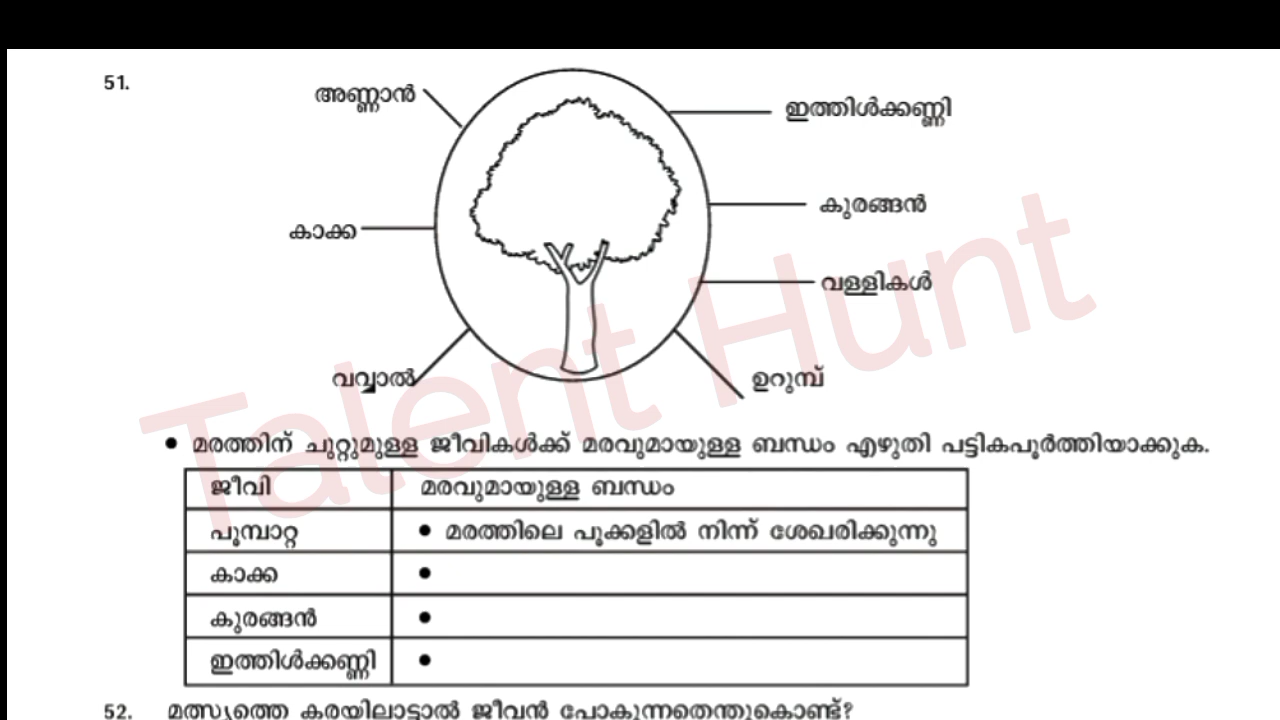 51.
അണ്ണാൻ
ഇത്തിൾക്കണ്ണി
കുരങ്ങൻ
കാക്ക
വള്ളികൾ
വവ്വാൽ
ഉറുമ്പ്
Talent Hunt
• മരത്തിന് ചുറ്റുമുള്ള ജീവികൾക്ക് മരവുമായുള്ള ബന്ധം എഴുതി പട്ടികപൂർത്തിയാക്കുക.
ജീവി മരവുമായുള്ള ബന്ധം
പൂമ്പാറ്റ • മരത്തിലെ പൂക്കളിൽ നിന്ന് ശേഖരിക്കുന്നു
കാക്ക •
കുരങ്ങൻ •
ഇത്തിൾക്കണ്ണി •
52. മത്സ്യത്തെ കരയിലിട്ടാൽ ജീവൻ പോകുന്നതെന്തുകൊണ്ട്?